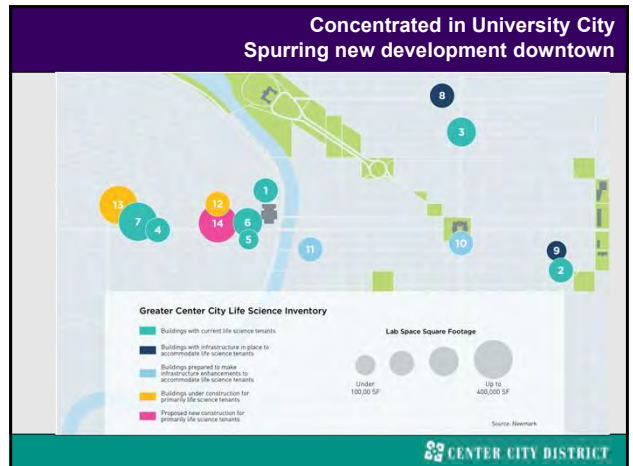 Concentrated in University City
Spurring new development downtown
8
3
1
13
12
7
4
14
6
5
11
10
9
2
Greater Center City Life Science Inventory
Buildings with current life science tenants
Buildings with infrastructure in place to
accommodate life science tenants
Buildings prepared to make
infrastructure enhancements to
accommodate life science tenants
Buildings under construction for
primarily life science tenants
Proposed new construction for
primarily life science tenants
Lab Space Square Footage
Under
100,00 SF
Up to
400,000 SF
Source: Newmark
CENTER CITY DISTRICT